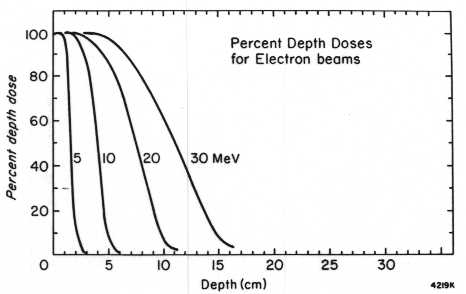 Percent Depth Doses
for Electron beams
Percent depth dose
100
80
60
40
20
0
5
10
20
30 MeV
0 5 10 15 20 25 30 35
Depth (cm)
4219K